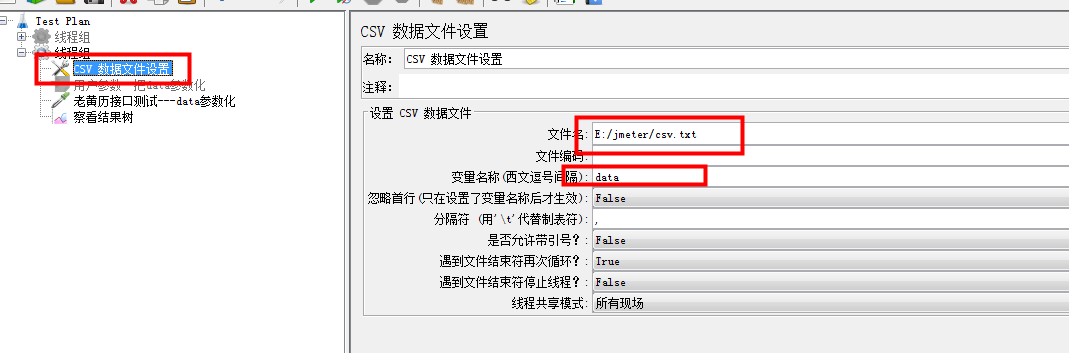 Test Plan
线程组
线程组
CSV 数据文件设置
用户参数--把data参数化
老黄历接口测试---data参数化
察看结果树
CSV 数据文件设置
名称: CSV 数据文件设置
注释:
设置 CSV 数据文件
文件名: E:/jmeter/csv.txt
文件编码:
变量名称(西文逗号间隔): data
忽略首行(只在设置了变量名称后才生效): False
分隔符 (用'\t'代替制表符): ,
是否允许带引号?: False
遇到文件结束符再次循环?: True
遇到文件结束符停止线程?: False
线程共享模式: 所有现场